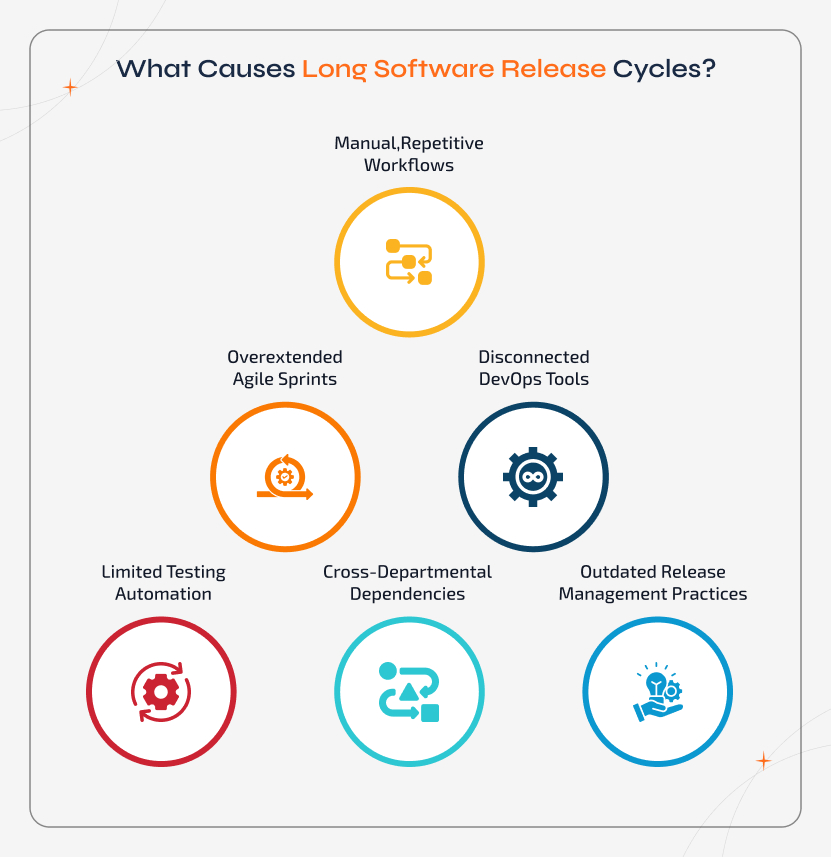 What Causes Long Software Release Cycles?
Manual,Repetitive
Workflows
Overextended
Agile Sprints
Disconnected
DevOps Tools
Limited Testing
Automation
Cross-Departmental
Dependencies
Outdated Release
Management Practices